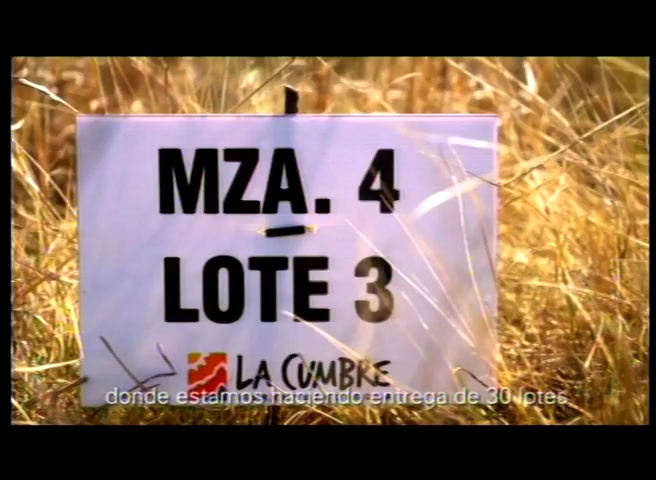 MZA. 4
LOTE 3
LA CUMBRE
donde estamos haciendo entrega de 30 lotes